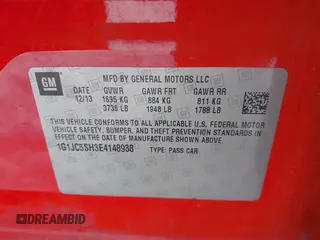 GM
MFD BY GENERAL MOTORS LLC
DATE GVWR GAWR FRT GAWR RR
12/13 1695 KG 884 KG 811 KG
3736 LB 1948 LB 1788 LB
THIS VEHICLE CONFORMS TO ALL APPLICABLE U.S. FEDERAL MOTOR
VEHICLE SAFETY, BUMPER, AND THEFT PREVENTION STANDARDS IN
EFFECT ON THE DATE OF MANUFACTURE SHOWN ABOVE.
1G1JC5SH3E4148938
TYPE: PASS CAR
DREAMBID